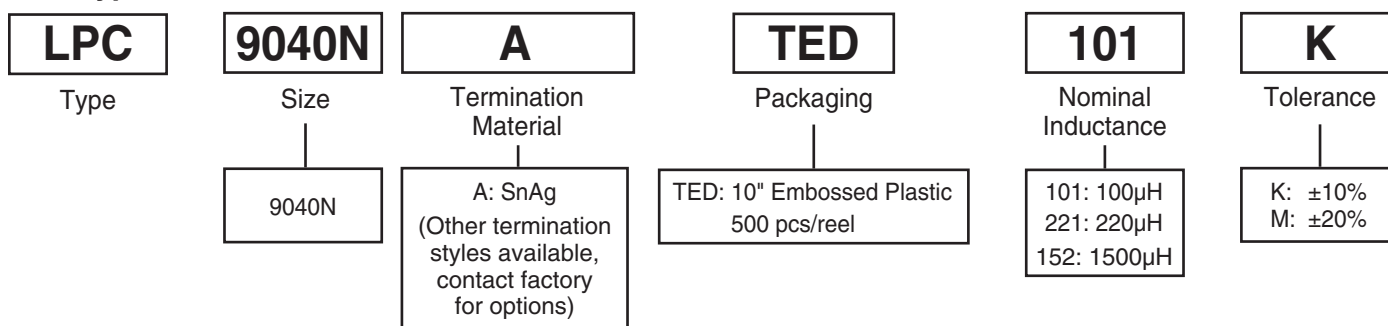 LPC 9040N A TED 101 K
Type Size Termination Material Packaging Nominal Inductance Tolerance
9040N
A: SnAg
(Other termination
styles available,
contact factory
for options)
TED: 10" Embossed Plastic
500 pcs/reel
101: 100µH
221: 220µH
152: 1500µH
K: ±10%
M: ±20%